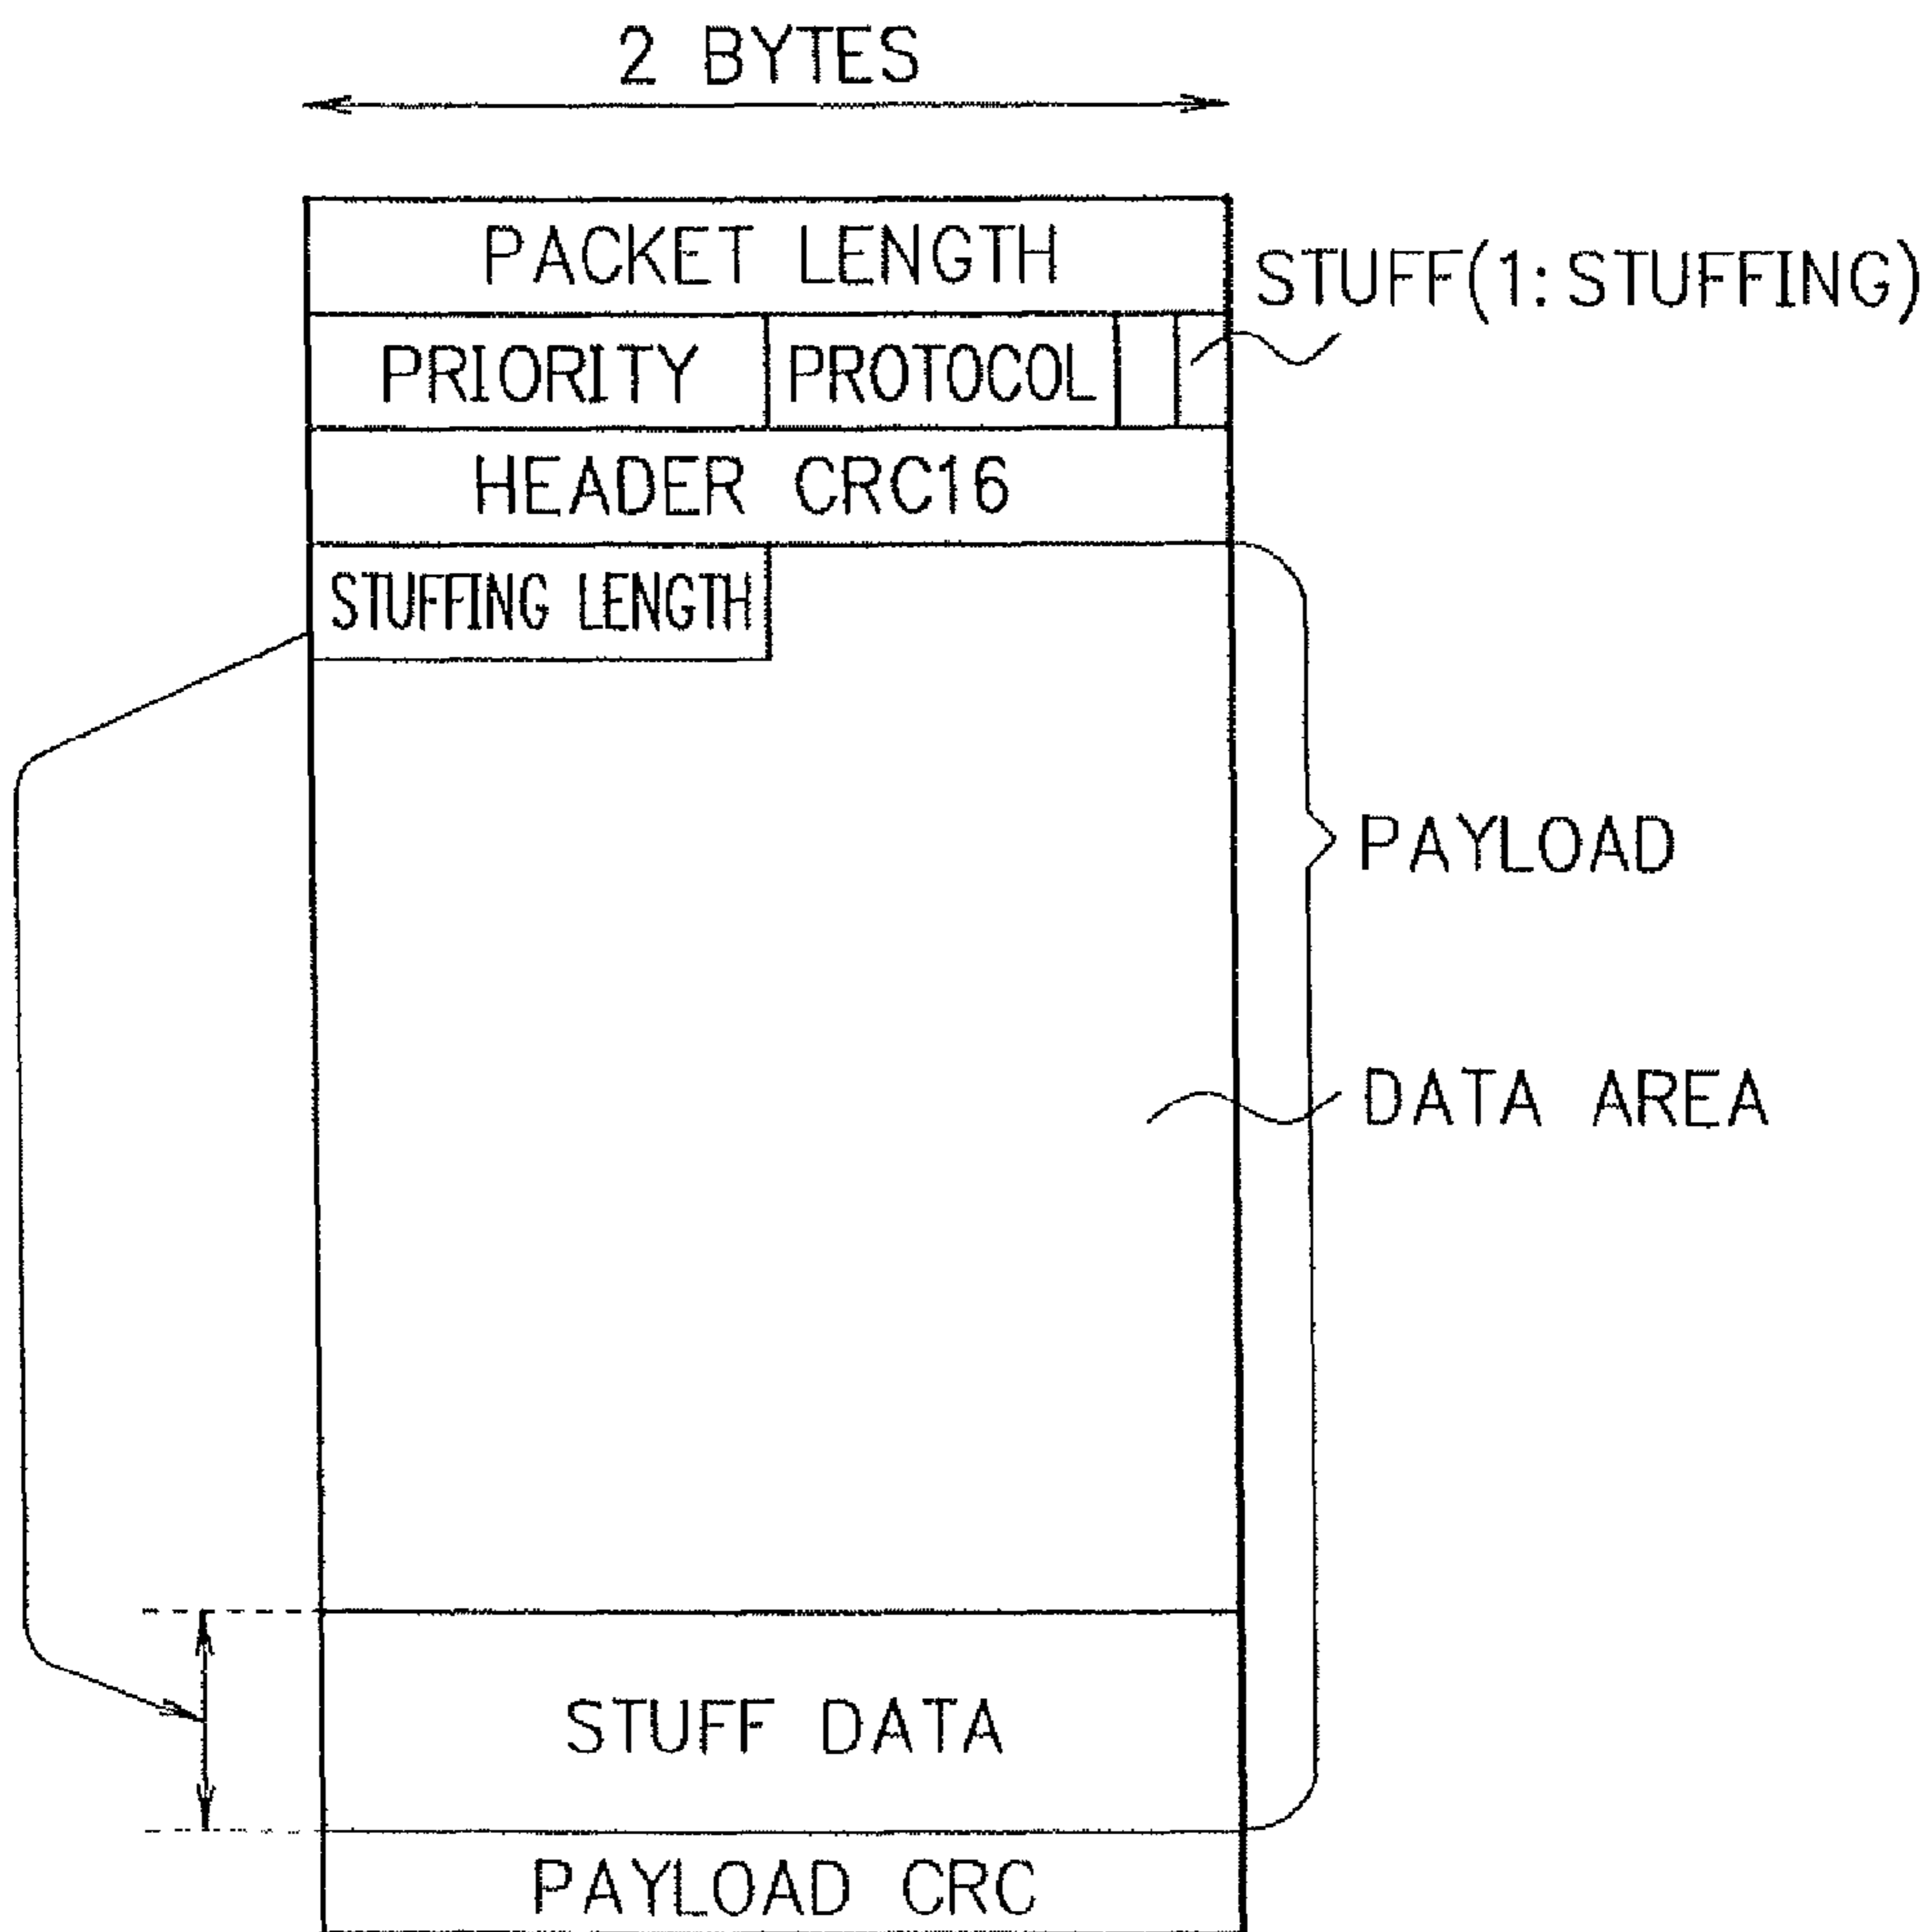 2 BYTES
PACKET LENGTH
STUFF(1:STUFFING)
PRIORITY
PROTOCOL
HEADER CRC16
STUFFING LENGTH
PAYLOAD
DATA AREA
STUFF DATA
PAYLOAD CRC